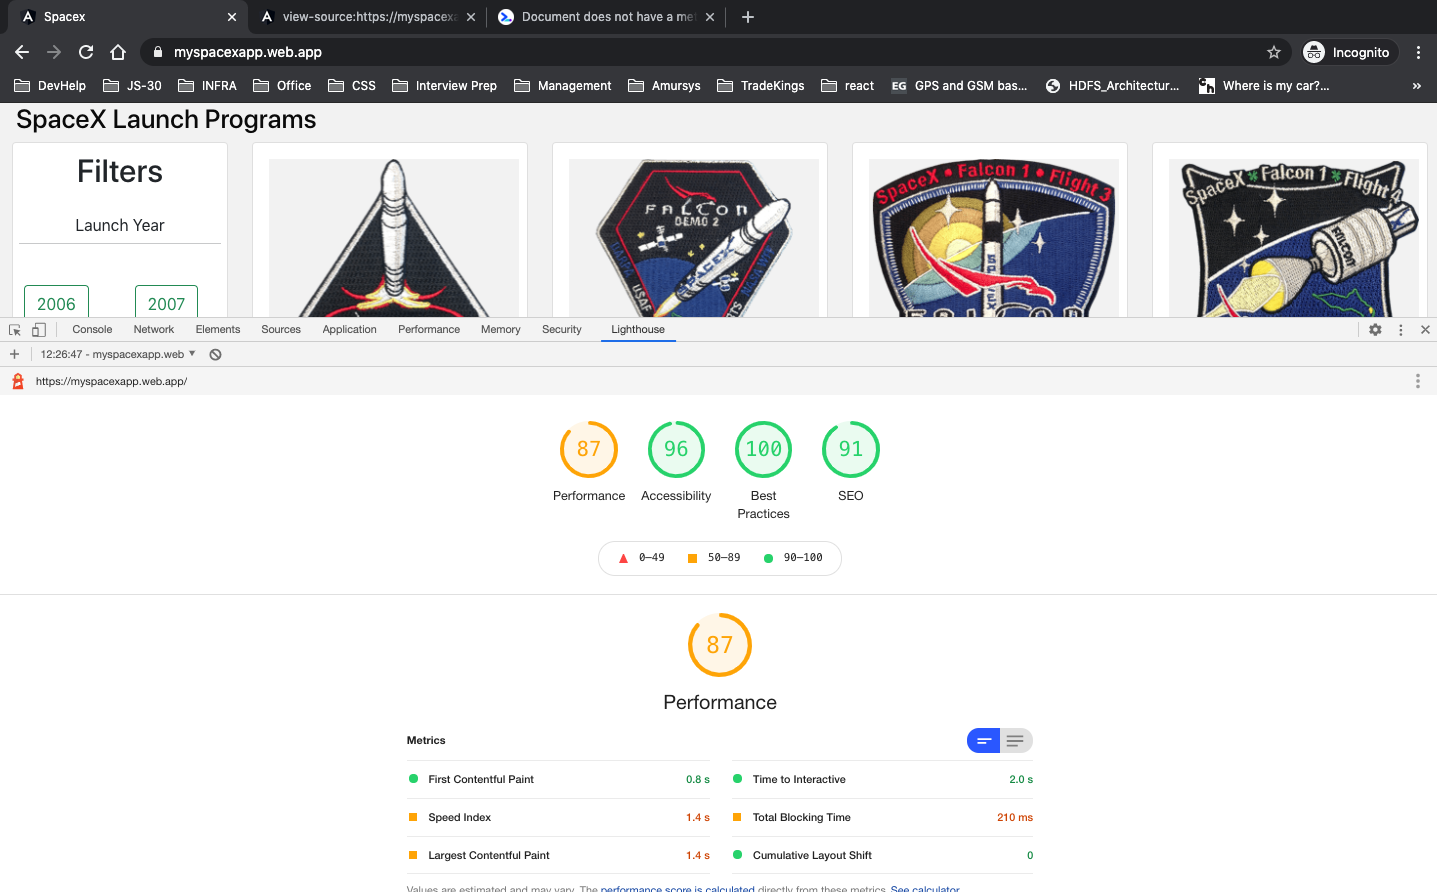 Spacex
view-source:https://myspacexa
Document does not have a me
myspacexapp.web.app
Incognito
DevHelp JS-30 INFRA Office CSS Interview Prep Management Amursys TradeKings react EG GPS and GSM bas... HDFS_Architectur... Where is my car?... »
SpaceX Launch Programs
Filters
Launch Year
2006 2007
FALCON
DEMO 2
SPACEX
USAF
SpaceX • Falcon 1 • Flight 3
SPACEX
FALCON
SpaceX Falcon 1 Flight 4
FALCON
Console Network Elements Sources Application Performance Memory Security Lighthouse
12:26:47 - myspacexapp.web
https://myspacexapp.web.app/
87 96 100 91
Performance Accessibility Best Practices SEO
0–49 50–89 90–100
87
Performance
Metrics
First Contentful Paint 0.8 s Time to Interactive 2.0 s
Speed Index 1.4 s Total Blocking Time 210 ms
Largest Contentful Paint 1.4 s Cumulative Layout Shift 0
Values are estimated and may vary. The performance score is calculated directly from these metrics. See calculator.